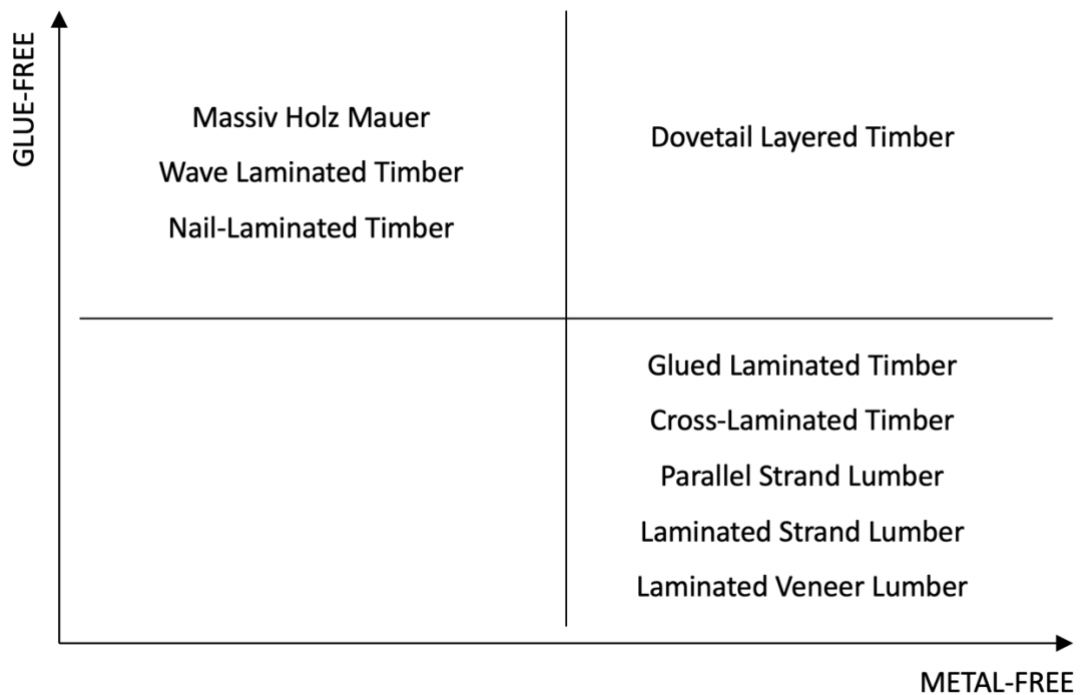 GLUE-FREE
Massiv Holz Mauer
Wave Laminated Timber
Nail-Laminated Timber
Dovetail Layered Timber
Glued Laminated Timber
Cross-Laminated Timber
Parallel Strand Lumber
Laminated Strand Lumber
Laminated Veneer Lumber
METAL-FREE